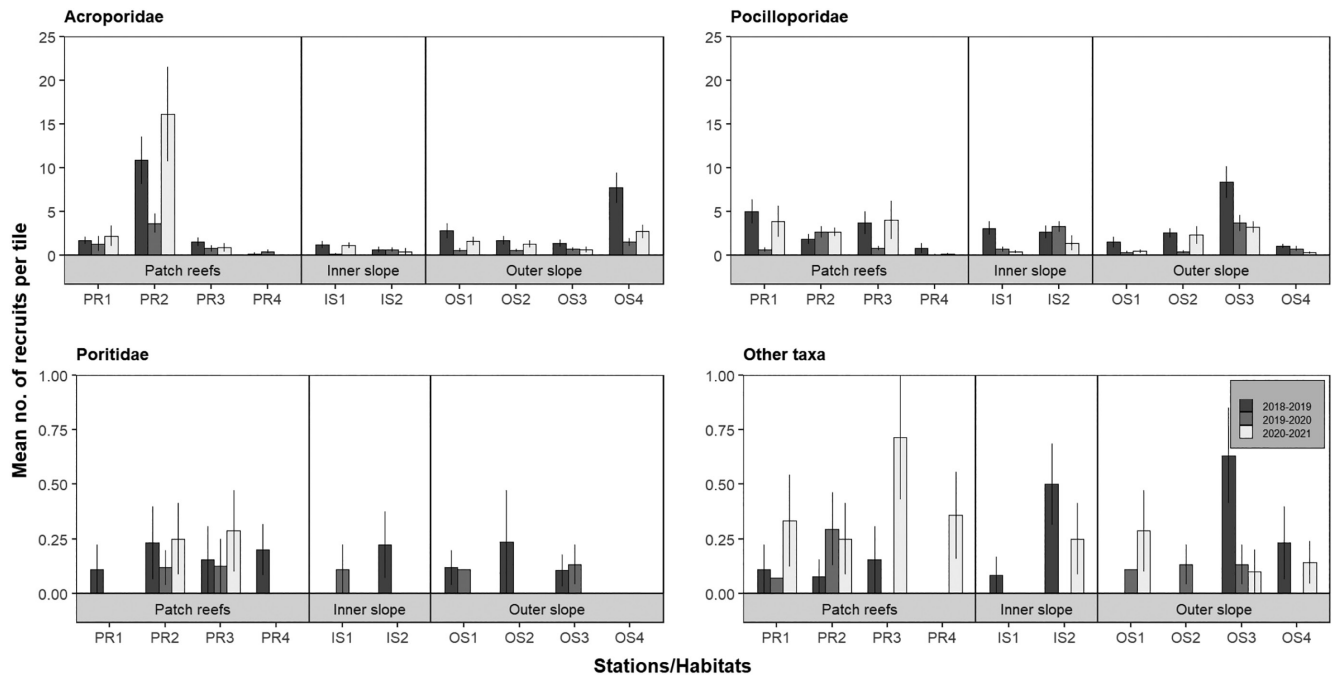 Acroporidae
25
20
15
10
5
0
Patch reefs Inner slope Outer slope
PR1 PR2 PR3 PR4 IS1 IS2 OS1 OS2 OS3 OS4
Pocilloporidae
25
20
15
10
5
0
Patch reefs Inner slope Outer slope
PR1 PR2 PR3 PR4 IS1 IS2 OS1 OS2 OS3 OS4
Mean no. of recruits per tile
Poritidae
1.00
0.75
0.50
0.25
0.00
Patch reefs Inner slope Outer slope
PR1 PR2 PR3 PR4 IS1 IS2 OS1 OS2 OS3 OS4
Other taxa
1.00
0.75
0.50
0.25
0.00
2018-2019
2019-2020
2020-2021
Patch reefs Inner slope Outer slope
PR1 PR2 PR3 PR4 IS1 IS2 OS1 OS2 OS3 OS4
Stations/Habitats